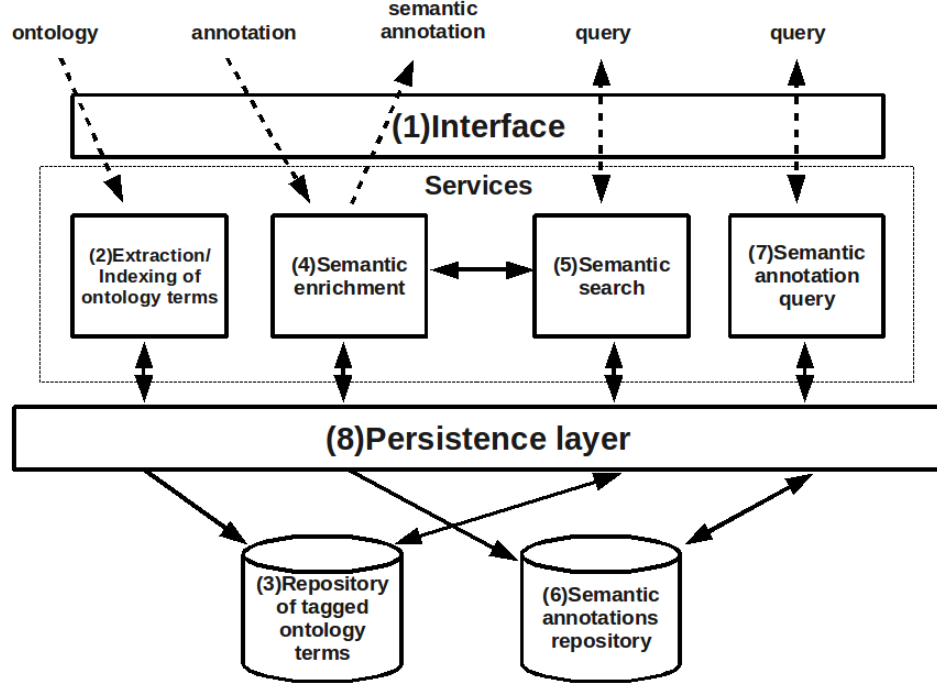 ontology
annotation
semantic
annotation
query
query
(1)Interface
Services
(2)Extraction/
Indexing of
ontology terms
(4)Semantic
enrichment
(5)Semantic
search
(7)Semantic
annotation
query
(8)Persistence layer
(3)Repository
of tagged
ontology
terms
(6)Semantic
annotations
repository